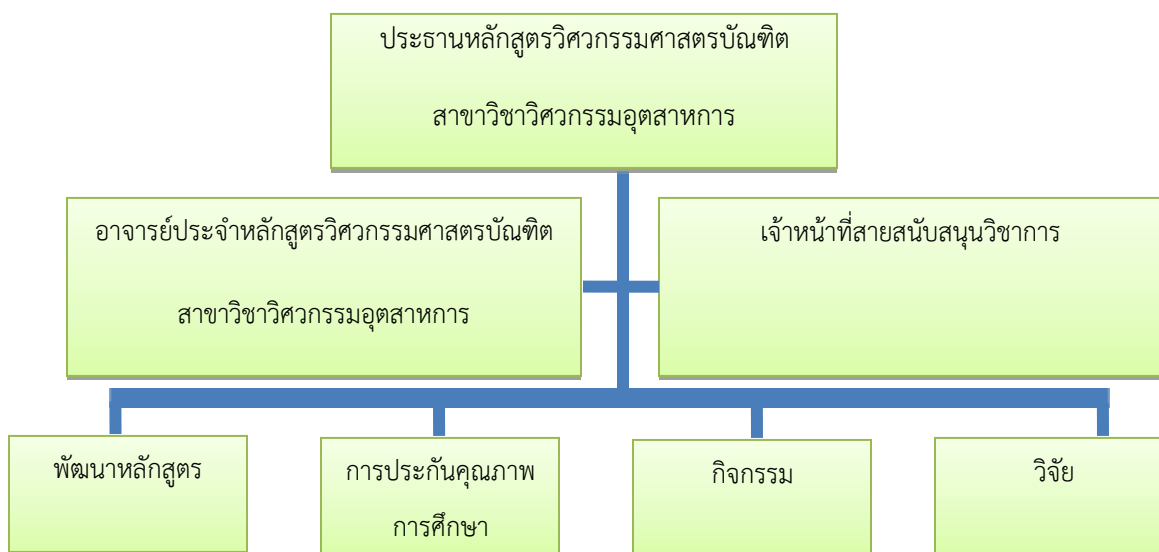 ประธานหลักสูตรวิศวกรรมศาสตรบัณฑิต
สาขาวิชาวิศวกรรมอุตสาหการ
อาจารย์ประจำหลักสูตรวิศวกรรมศาสตรบัณฑิต
สาขาวิชาวิศวกรรมอุตสาหการ
เจ้าหน้าที่สายสนับสนุนวิชาการ
พัฒนาหลักสูตร
การประกันคุณภาพ
การศึกษา
กิจกรรม
วิจัย